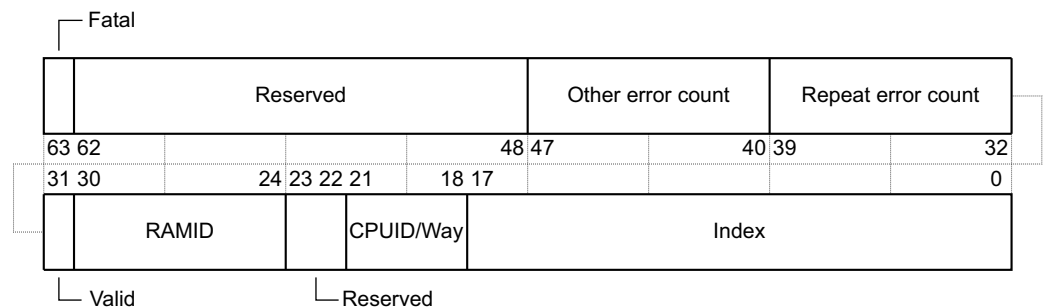 Fatal
Reserved Other error count Repeat error count
63 62 48 47 40 39 32
31 30 24 23 22 21 18 17 0
RAMID CPUID/Way Index
Valid Reserved